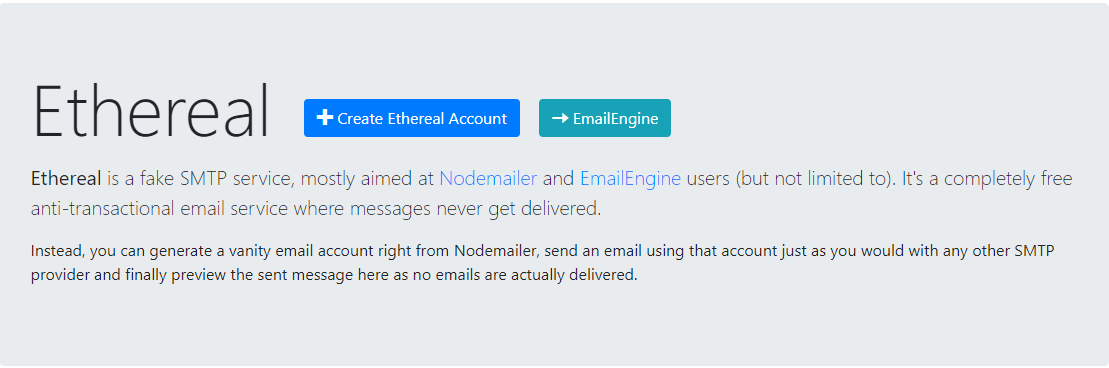 Ethereal
Create Ethereal Account
EmailEngine
Ethereal is a fake SMTP service, mostly aimed at Nodemailer and EmailEngine users (but not limited to). It's a completely free
anti-transactional email service where messages never get delivered.
Instead, you can generate a vanity email account right from Nodemailer, send an email using that account just as you would with any other SMTP
provider and finally preview the sent message here as no emails are actually delivered.